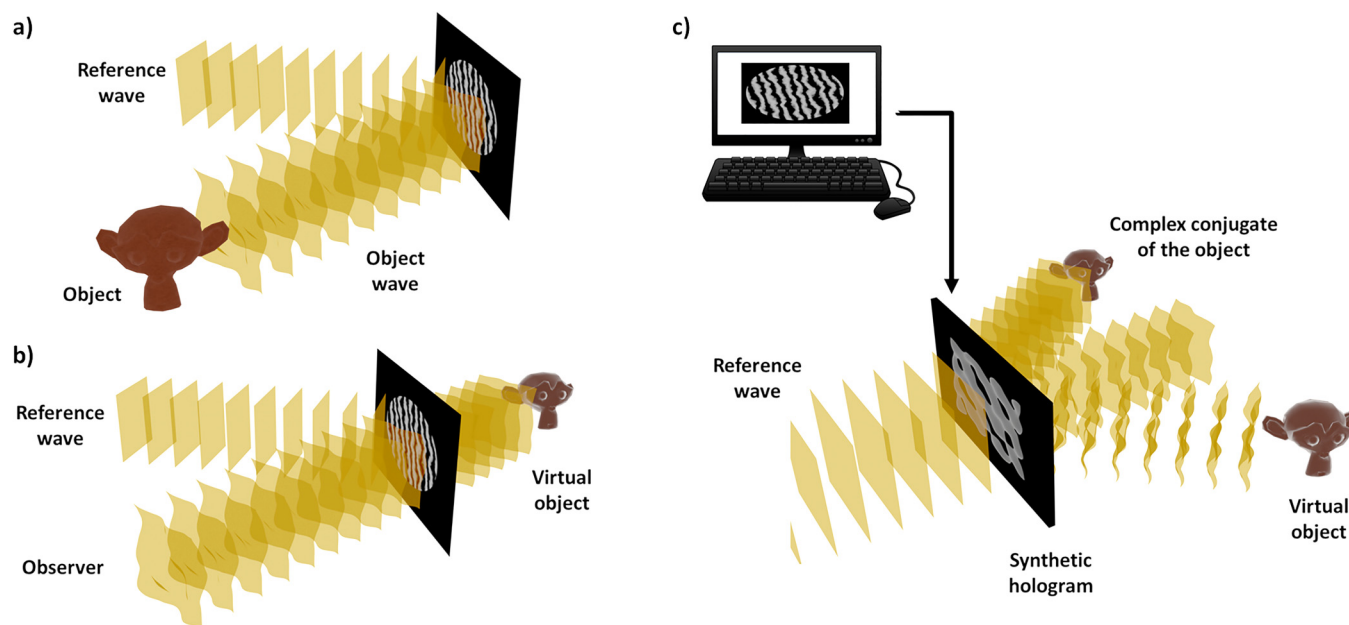 a)
Reference
wave
Object
wave
Object
b)
Reference
wave
Virtual
object
Observer
c)
Complex conjugate
of the object
Reference
wave
Virtual
object
Synthetic
hologram